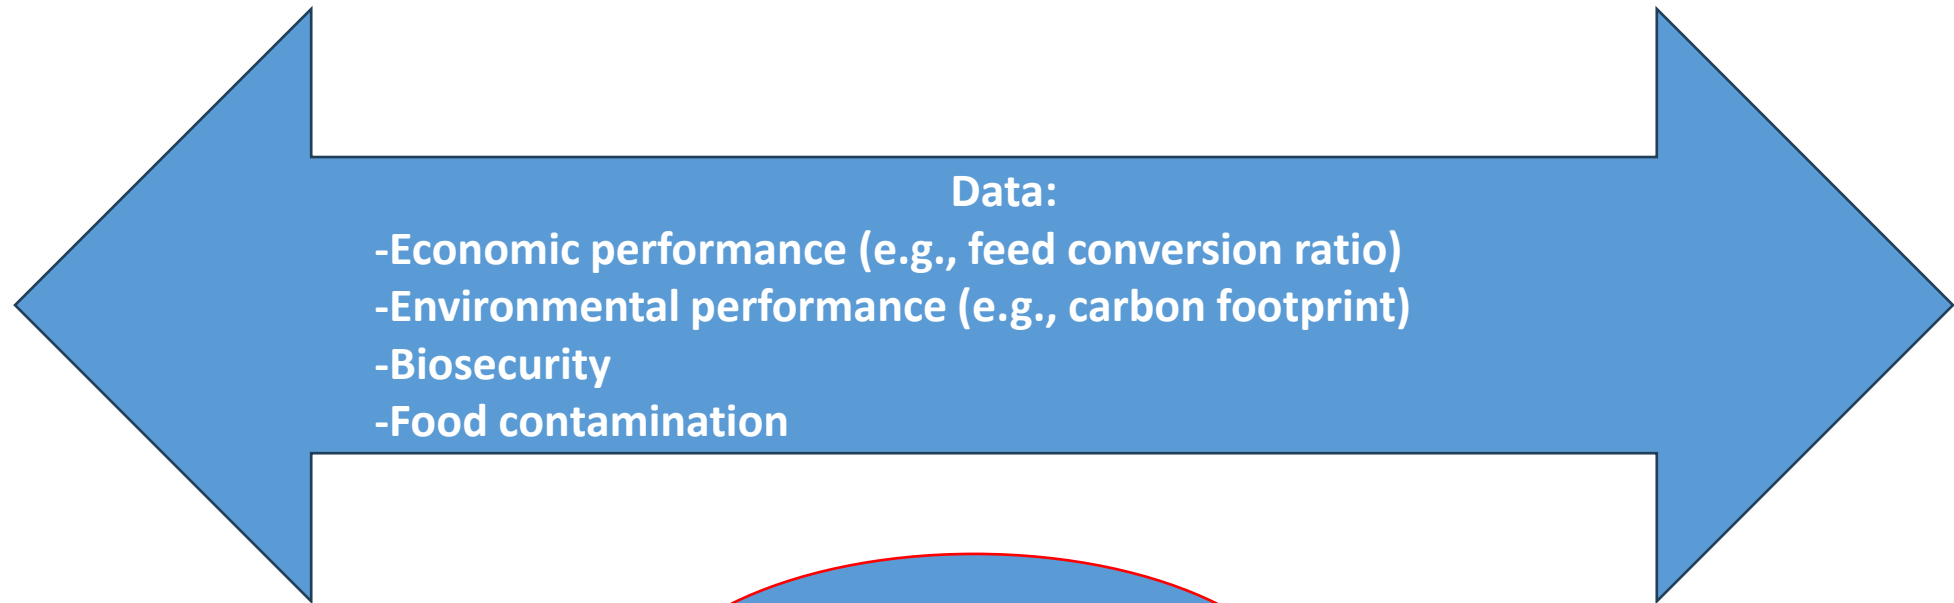 Data:
-Economic performance (e.g., feed conversion ratio)
-Environmental performance (e.g., carbon footprint)
-Biosecurity
-Food contamination